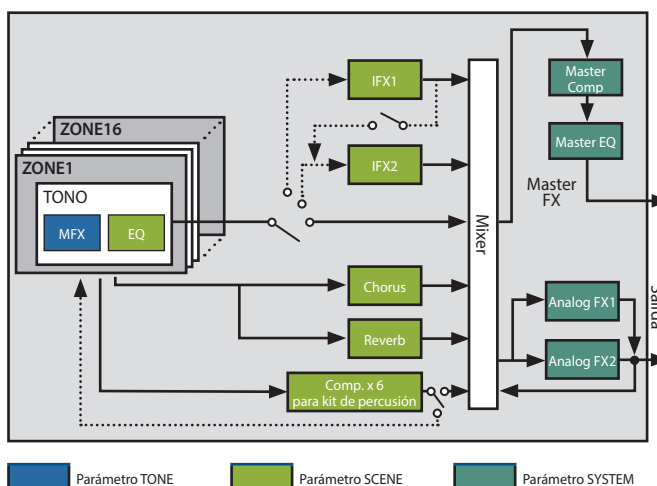 ZONE16
ZONE1
TONO
MFX
EQ
IFX1
IFX2
Chorus
Reverb
Comp. x 6
para kit de percusión
Mixer
Master
Comp
Master EQ
Master
FX
Analog FX1
Analog FX2
Salida
Parámetro TONE
Parámetro SCENE
Parámetro SYSTEM